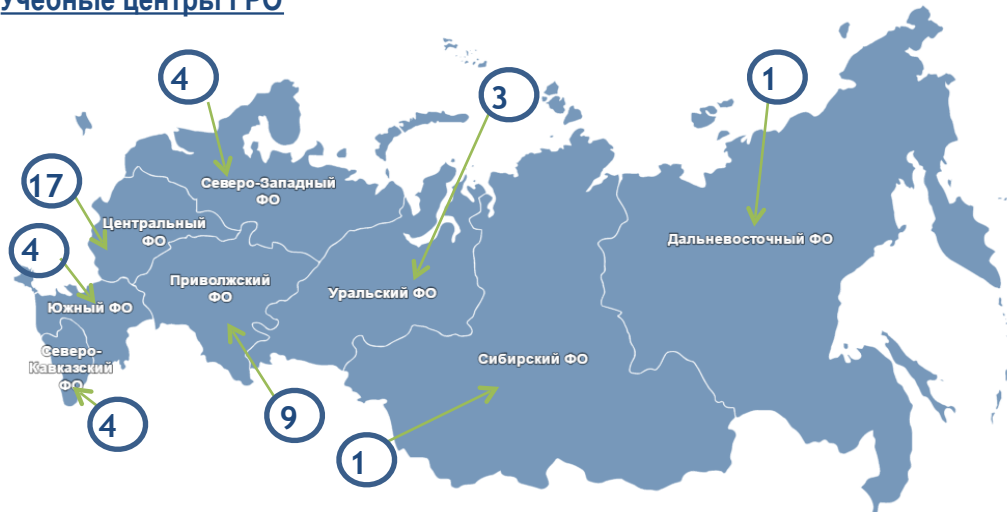 Учебные центры
4
3
1
17
4
Северо-Западный
ФО
Центральный
ФО
Дальневосточный ФО
Приволжский
ФО
Уральский ФО
Южный ФО
Северо-
Кавказский
ФО
Сибирский ФО
4
9
1